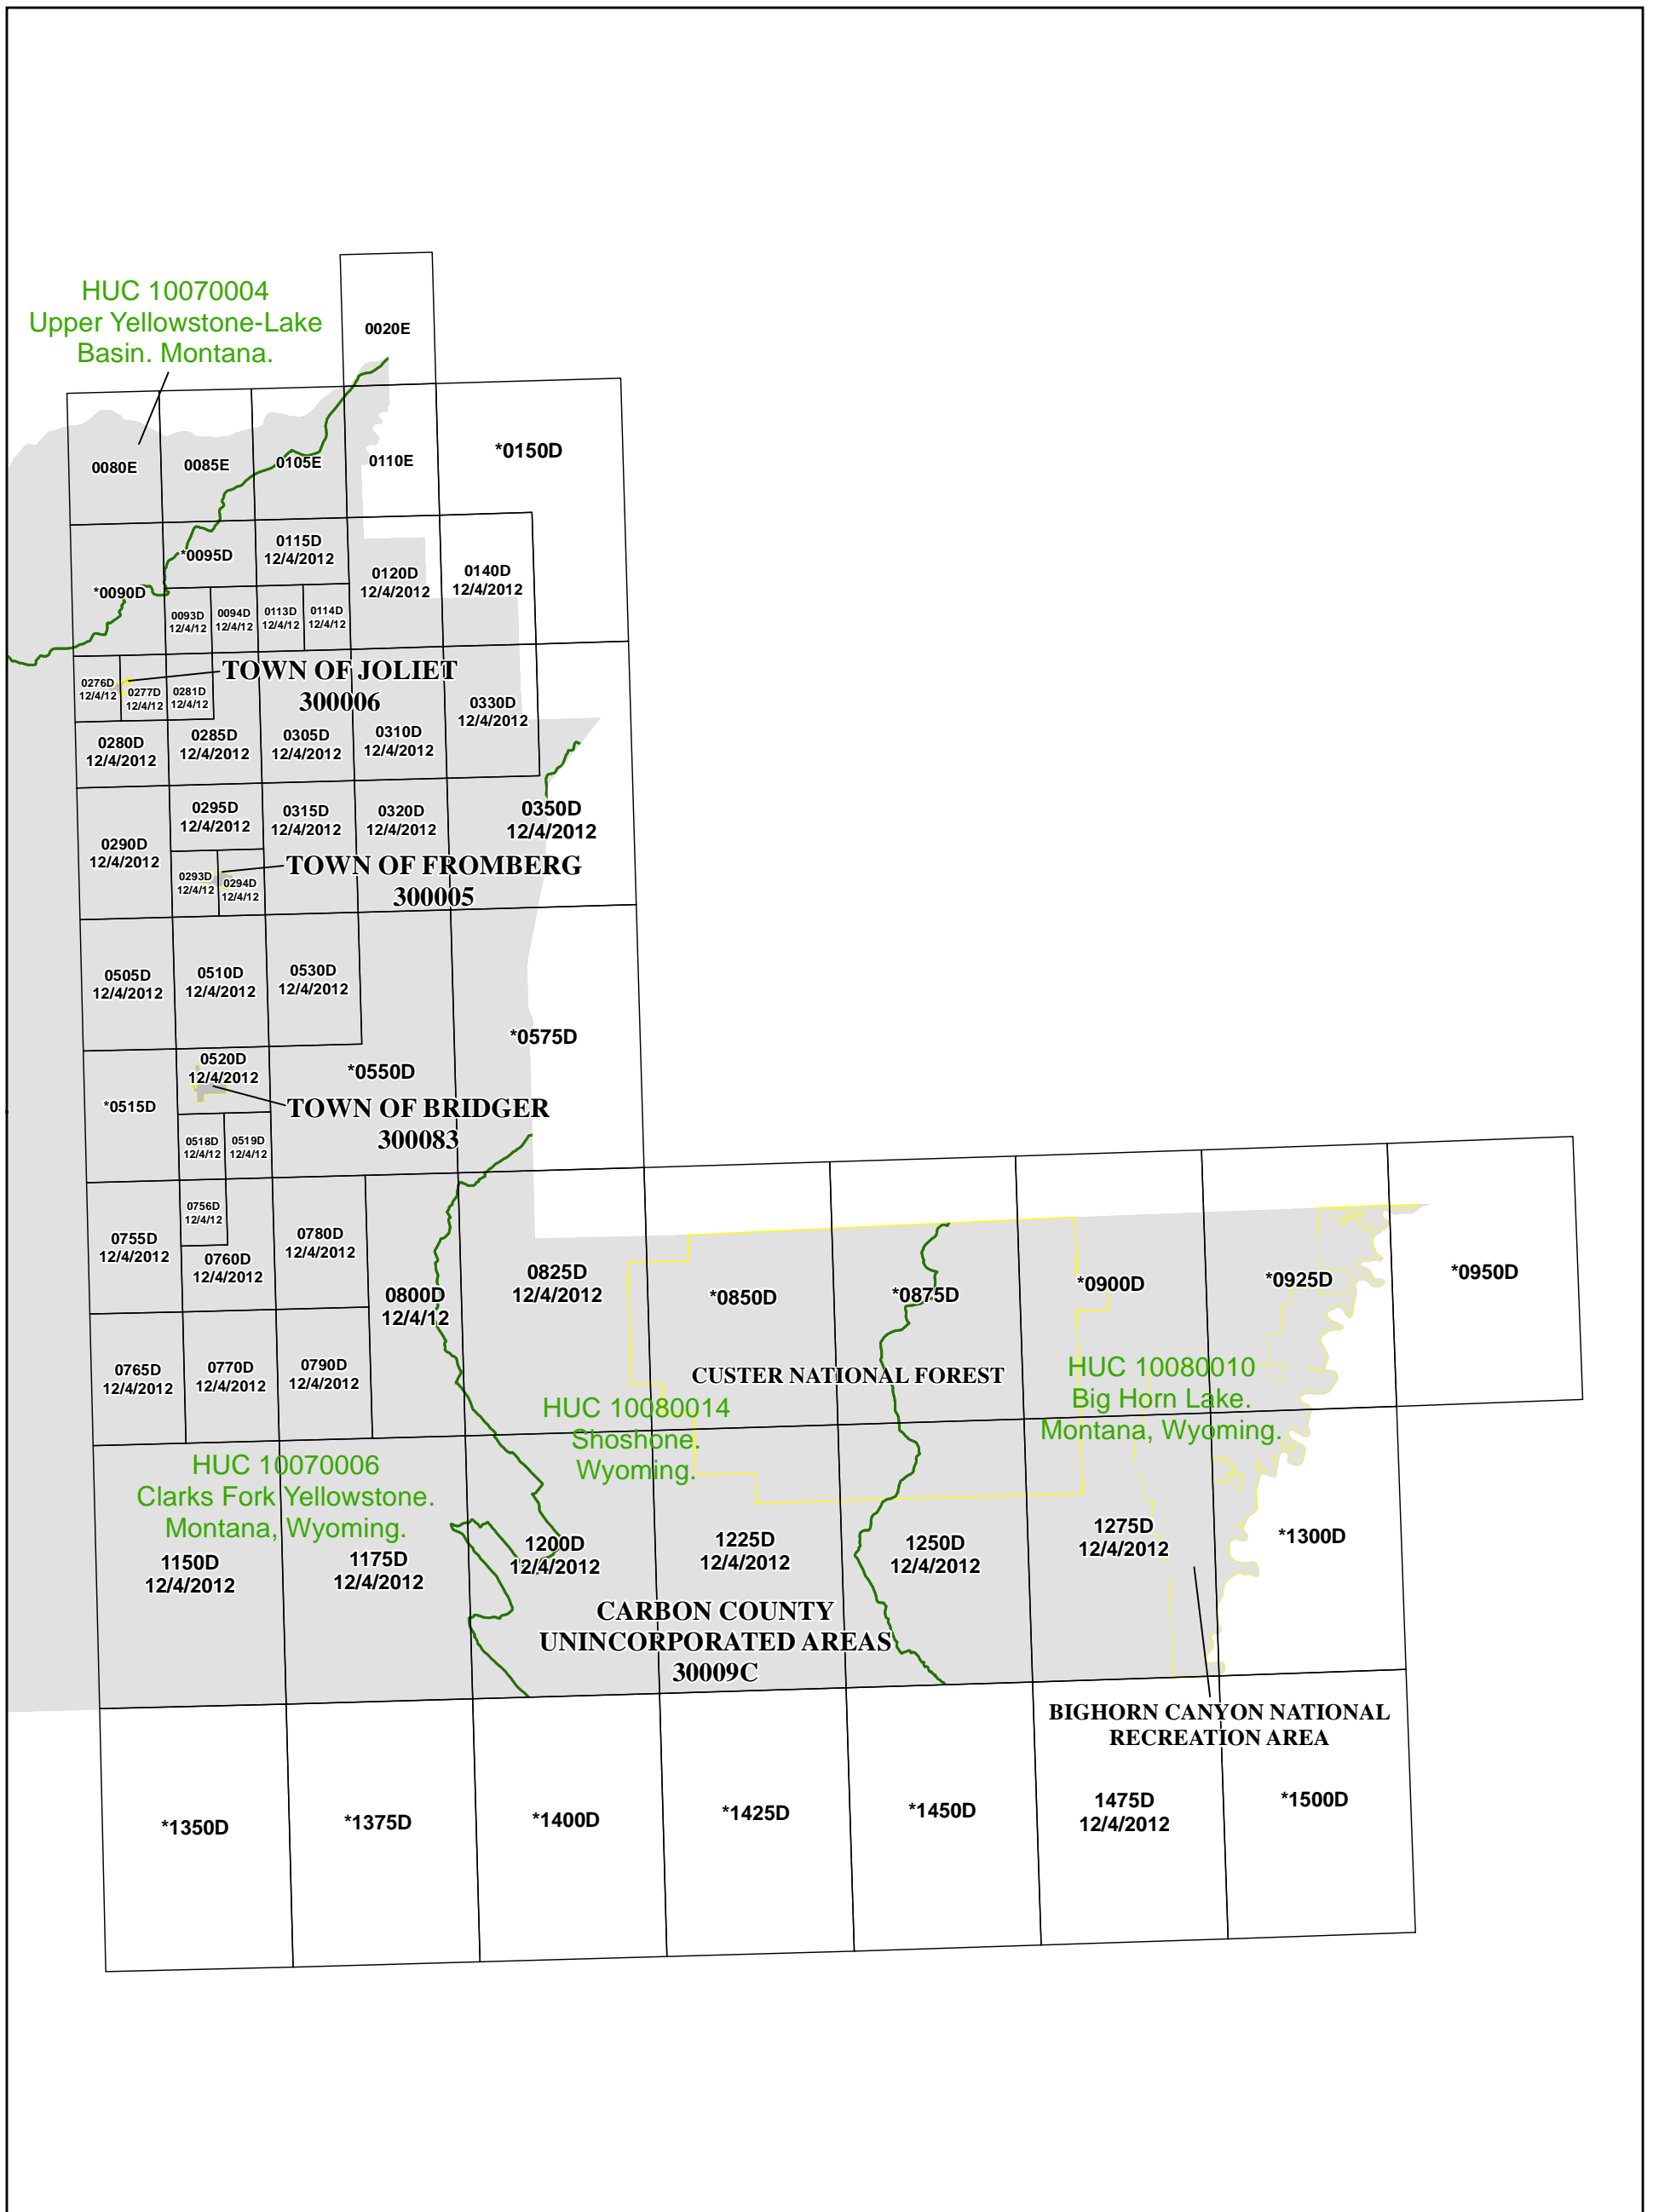 HUC 10070004
Upper Yellowstone-Lake
Basin. Montana.
0020E
0080E
0085E
0105E
0110E
*0150D
*0090D
*0095D
0115D
12/4/2012
0120D
12/4/2012
0140D
12/4/2012
0093D
12/4/12
0094D
12/4/12
0113D
12/4/12
0114D
12/4/12
TOWN OF JOLIET
300006
0276D
12/4/12
0277D
12/4/12
0281D
12/4/12
0280D
12/4/2012
0285D
12/4/2012
0305D
12/4/2012
0310D
12/4/2012
0330D
12/4/2012
0290D
12/4/2012
0295D
12/4/2012
0315D
12/4/2012
0320D
12/4/2012
0350D
12/4/2012
0293D
12/4/12
0294D
12/4/12
TOWN OF FROMBERG
300005
0505D
12/4/2012
0510D
12/4/2012
0530D
12/4/2012
*0575D
*0550D
*0515D
0520D
12/4/2012
TOWN OF BRIDGER
300083
0518D
12/4/12
0519D
12/4/12
0755D
12/4/2012
0756D
12/4/12
0760D
12/4/2012
0780D
12/4/2012
0800D
12/4/12
0825D
12/4/2012
*0850D
*0875D
*0900D
*0925D
*0950D
0765D
12/4/2012
0770D
12/4/2012
0790D
12/4/2012
CUSTER NATIONAL FOREST
HUC 10080014
Shoshone.
Wyoming.
HUC 10080010
Big Horn Lake.
Montana, Wyoming.
HUC 10070006
Clarks Fork Yellowstone.
Montana, Wyoming.
1150D
12/4/2012
1175D
12/4/2012
1200D
12/4/2012
1225D
12/4/2012
1250D
12/4/2012
1275D
12/4/2012
*1300D
CARBON COUNTY
UNINCORPORATED AREAS
30009C
BIGHORN CANYON NATIONAL
RECREATION AREA
*1350D
*1375D
*1400D
*1425D
*1450D
1475D
12/4/2012
*1500D